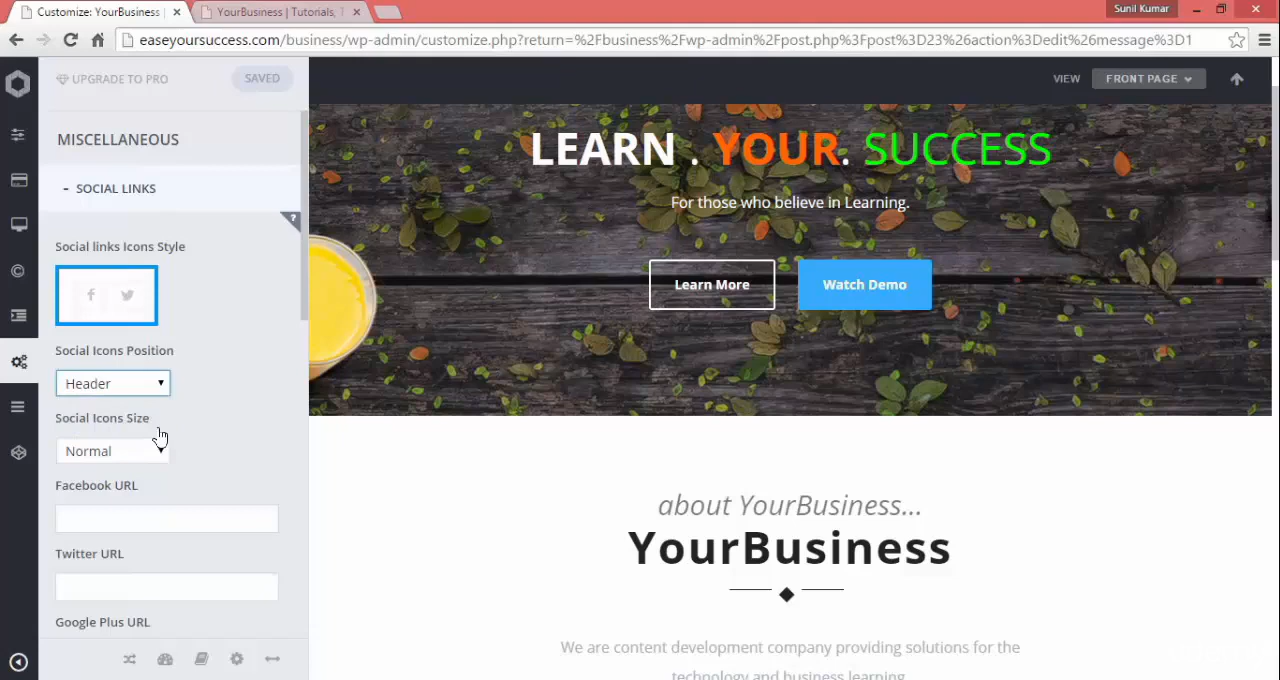 Customize: YourBusiness
YourBusiness | Tutorials, T
Sunil Kumar
easeyoursuccess.com/business/wp-admin/customize.php?return=%2Fbusiness%2Fwp-admin%2Fpost.php%3Fpost%3D23%26action%3Dedit%26message%3D1
UPGRADE TO PRO
SAVED
VIEW
FRONT PAGE
MISCELLANEOUS
- SOCIAL LINKS
?
Social links Icons Style
Social Icons Position
Header
Social Icons Size
Normal
Facebook URL
Twitter URL
Google Plus URL
LEARN . YOUR. SUCCESS
For those who believe in Learning.
Learn More
Watch Demo
about YourBusiness...
YourBusiness
We are content development company providing solutions for the
technology and business learning.